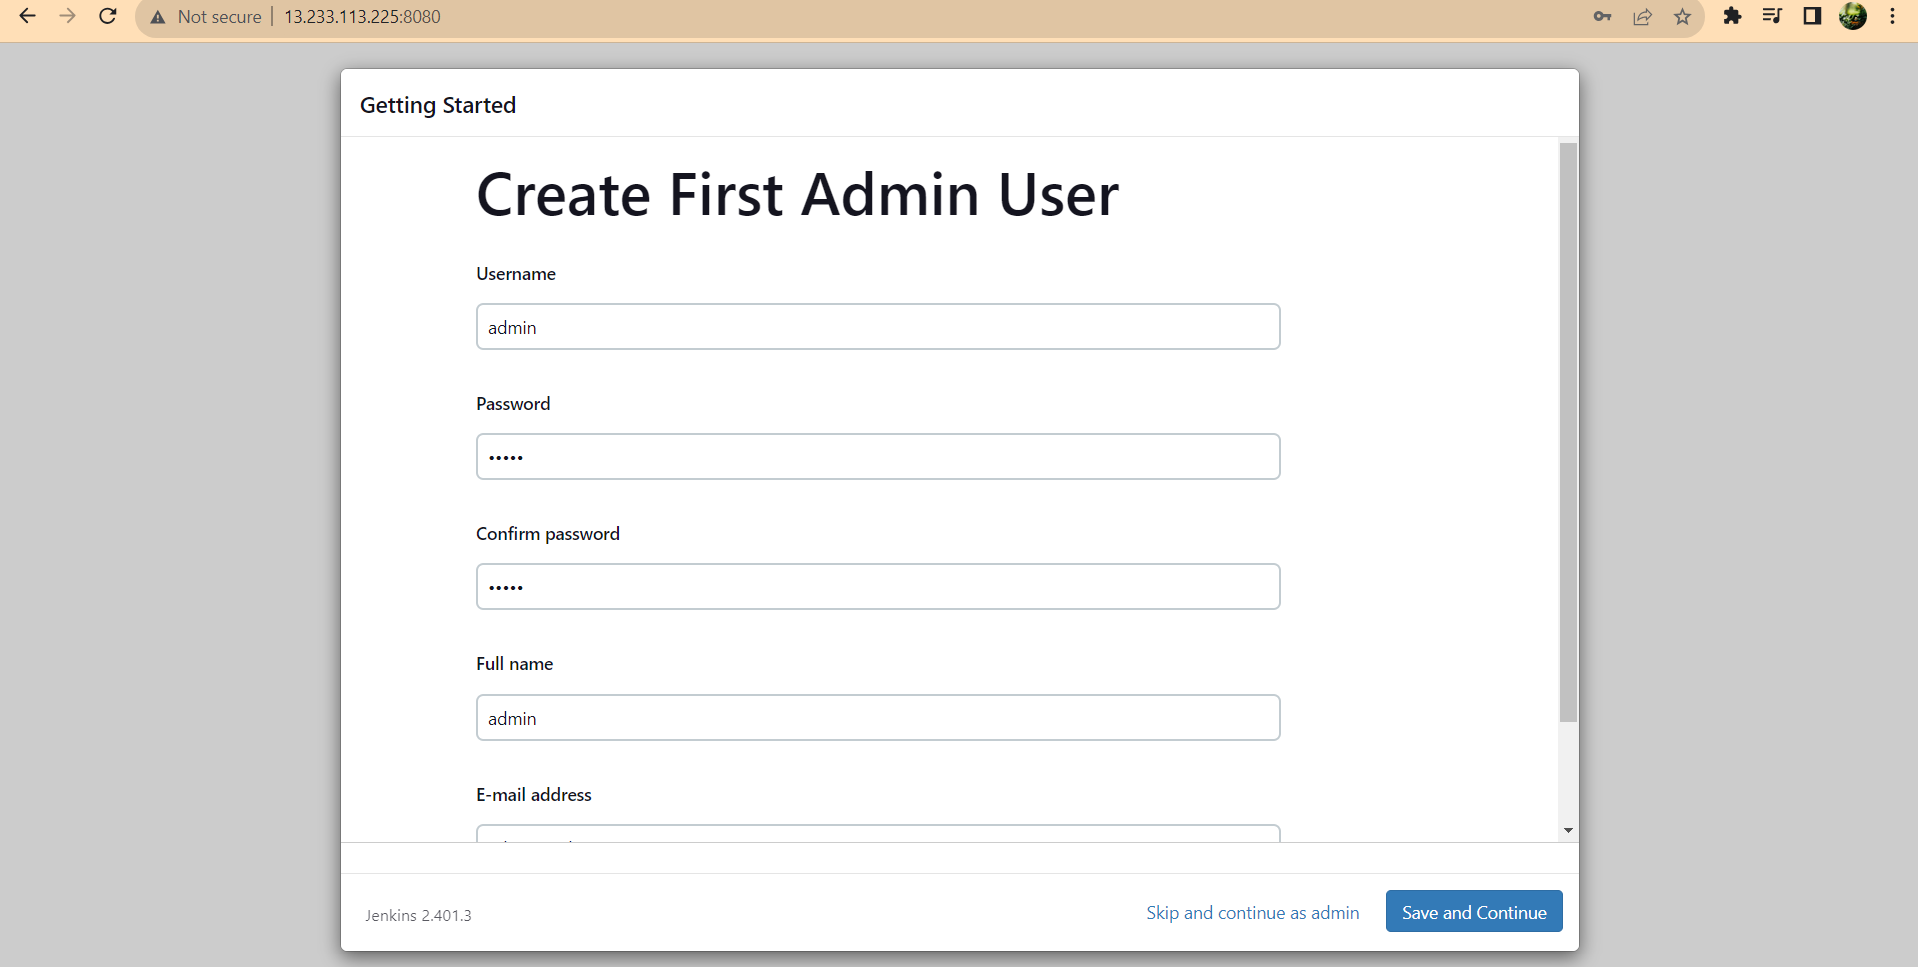 Not secure | 13.233.113.225:8080
Getting Started
Create First Admin User
Username
admin
Password
•••••
Confirm password
•••••
Full name
admin
E-mail address
Jenkins 2.401.3
Skip and continue as admin
Save and Continue